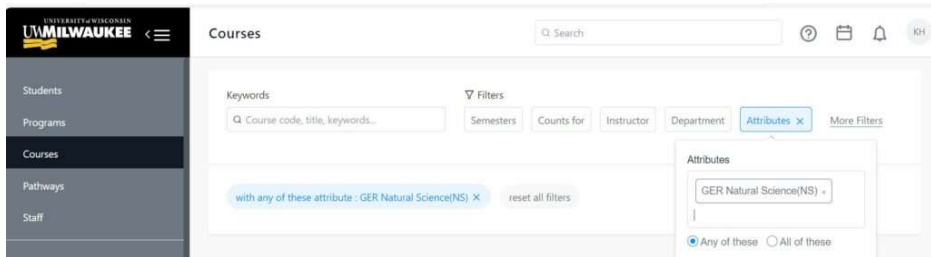 UNIVERSITY of WISCONSIN
UWMILWAUKEE
Courses
Search
KH
Students
Programs
Courses
Pathways
Staff
Keywords
Course code, title, keywords...
Filters
Semesters Counts for Instructor Department Attributes × More Filters
Attributes
GER Natural Science(NS) ×
Any of these All of these
with any of these attribute : GER Natural Science(NS) × reset all filters